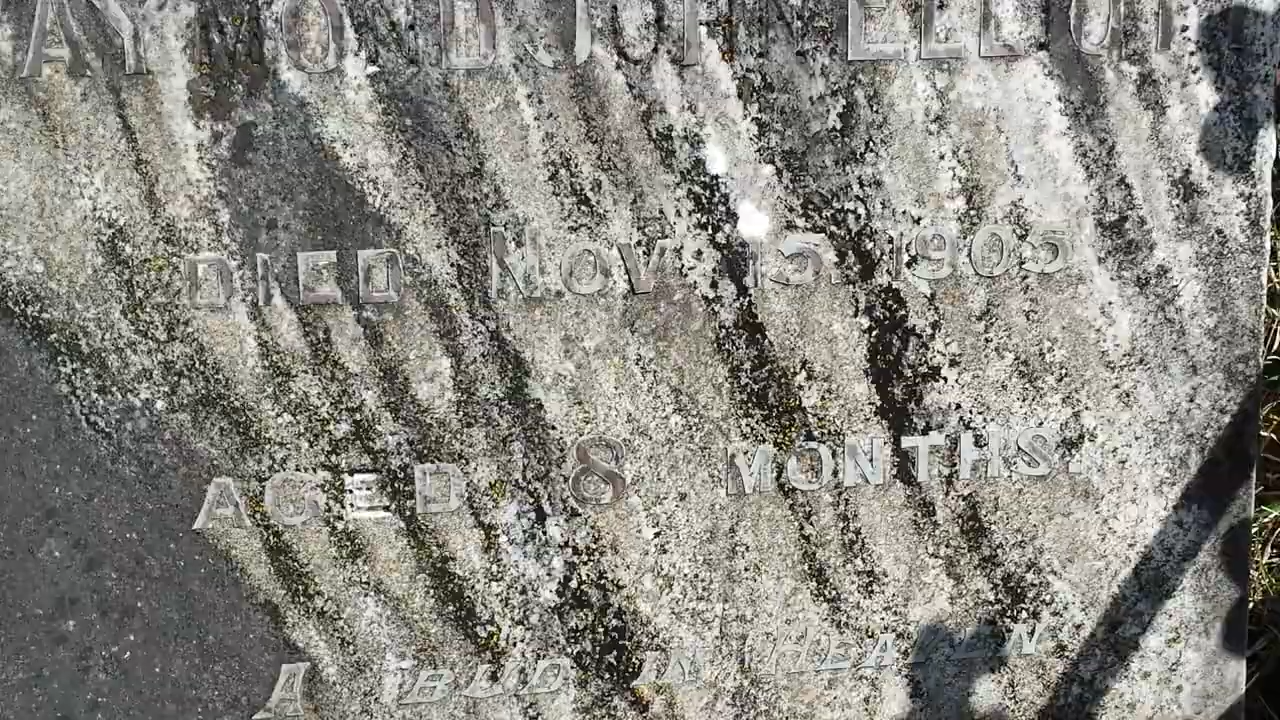 DIED NOV 15. 1905
AGED 8 MONTHS.
A BUD IN HEAVEN